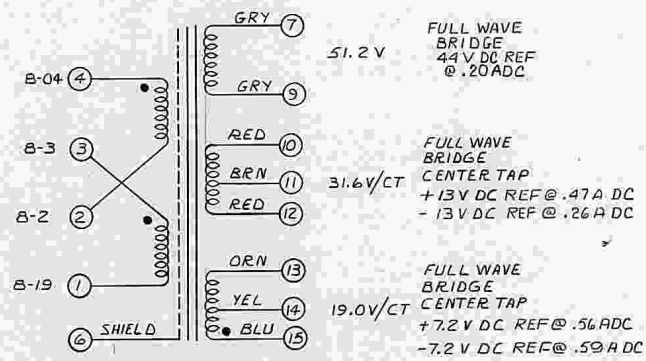 GRY 7
51.2 V
FULL WAVE
BRIDGE
44 V DC REF
@ .20 ADC
GRY 9
8-04 4
8-3 3
8-2 2
8-19 1
6 SHIELD
RED 10
BRN 11
RED 12
31.6V/CT
FULL WAVE
BRIDGE
CENTER TAP
+13V DC REF @ .47 A DC
- 13 V DC REF @ .26 A DC
ORN 13
YEL 14
BLU 15
19.0V/CT
FULL WAVE
BRIDGE
CENTER TAP
+7.2 V DC REF @ .56 ADC
-7.2 V DC REF @ .59 A DC